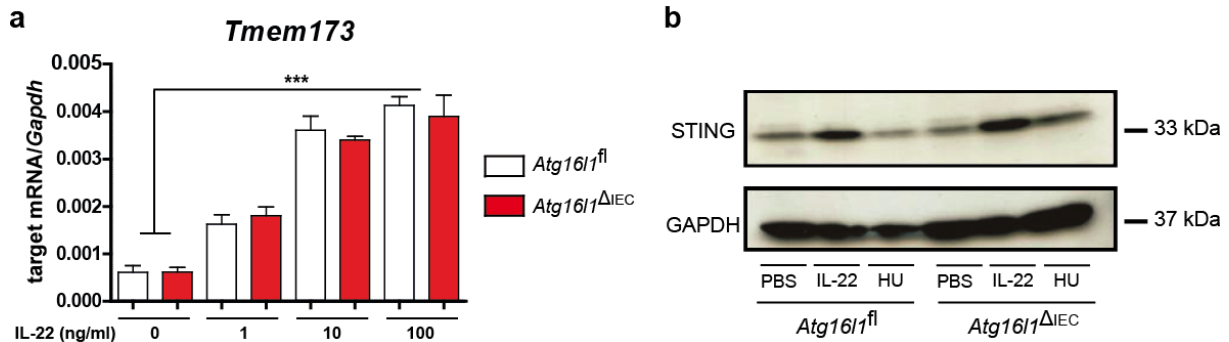 a
Tmem173
target mRNA/Gapdh
0.005
0.004
0.003
0.002
0.001
0.000
***
IL-22 (ng/ml) 0 1 10 100
Atg16l1fl
Atg16l1ΔIEC
b
STING
33 kDa
GAPDH
37 kDa
PBS IL-22 HU PBS IL-22 HU
Atg16l1fl Atg16l1ΔIEC